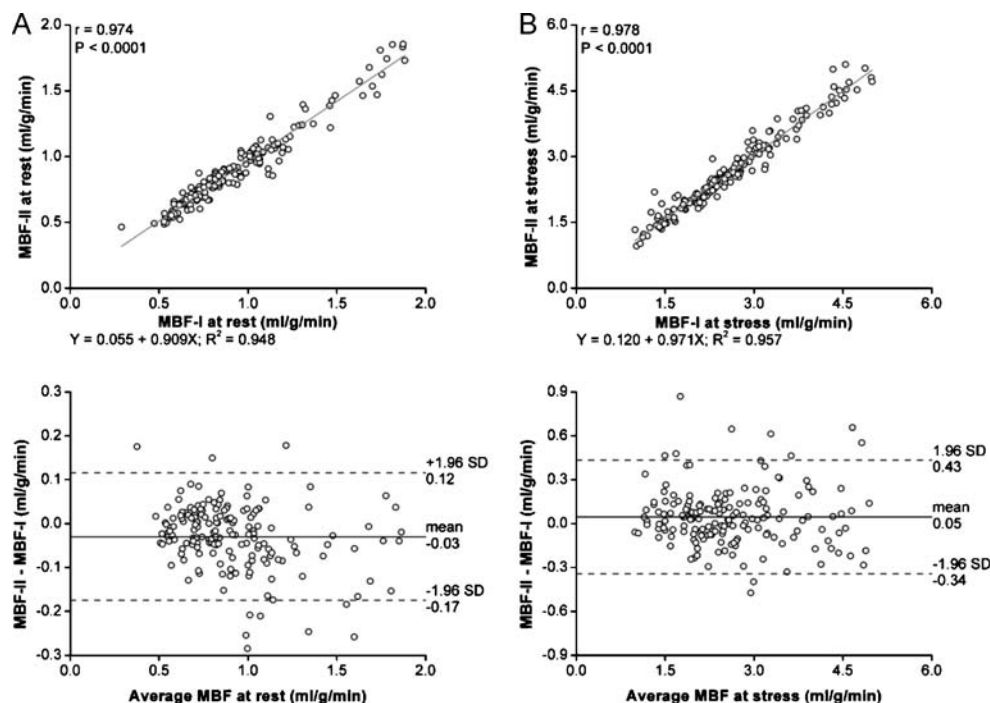 A
r = 0.974
P < 0.0001
2.0
1.5
1.0
0.5
0.0
MBF-II at rest (ml/g/min)
0.0 0.5 1.0 1.5 2.0
MBF-I at rest (ml/g/min)
Y = 0.055 + 0.909X; R² = 0.948
B
r = 0.978
P < 0.0001
6.0
4.5
3.0
1.5
0.0
MBF-II at stress (ml/g/min)
0.0 1.5 3.0 4.5 6.0
MBF-I at stress (ml/g/min)
Y = 0.120 + 0.971X; R² = 0.957
0.3
0.2
0.1
0.0
-0.1
-0.2
-0.3
MBF-II - MBF-I (ml/g/min)
+1.96 SD
0.12
mean
-0.03
-1.96 SD
-0.17
0.0 0.5 1.0 1.5 2.0
Average MBF at rest (ml/g/min)
0.9
0.6
0.3
0.0
-0.3
-0.6
-0.9
MBF-II - MBF-I (ml/g/min)
1.96 SD
0.43
mean
0.05
-1.96 SD
-0.34
0.0 1.5 3.0 4.5 6.0
Average MBF at stress (ml/g/min)